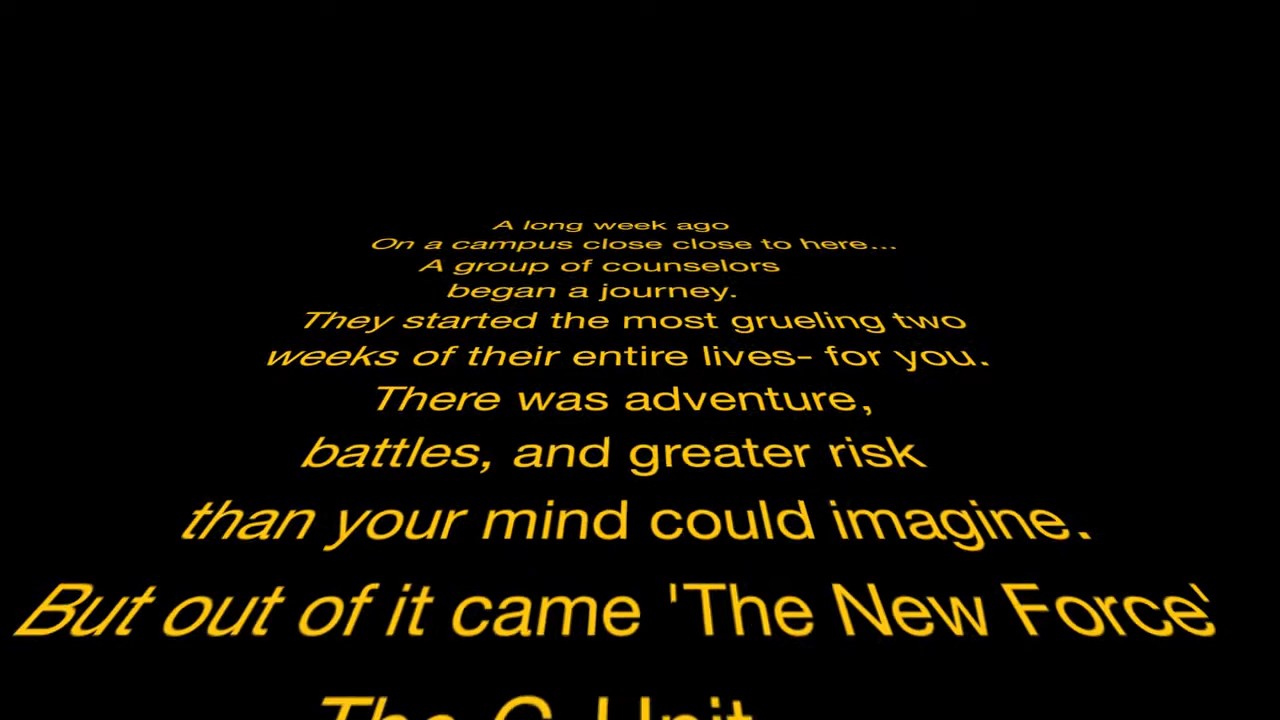 A long week ago
On a campus close close to here...
A group of counselors
began a journey.
They started the most grueling two
weeks of their entire lives- for you.
There was adventure,
battles, and greater risk
than your mind could imagine.
But out of it came 'The New Force'
The G-Unit